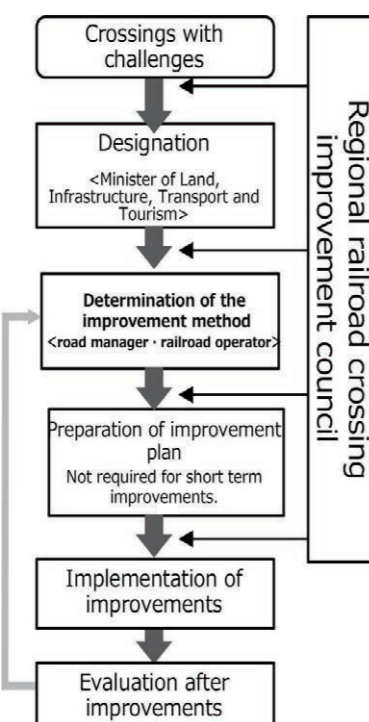 Crossings with
challenges
Designation
<Minister of Land,
Infrastructure, Transport and
Tourism>
Determination of the
improvement method
<road manager · railroad operator>
Preparation of improvement
plan
Not required for short term
improvements.
Implementation of
improvements
Evaluation after
improvements
Regional railroad crossing
improvement council